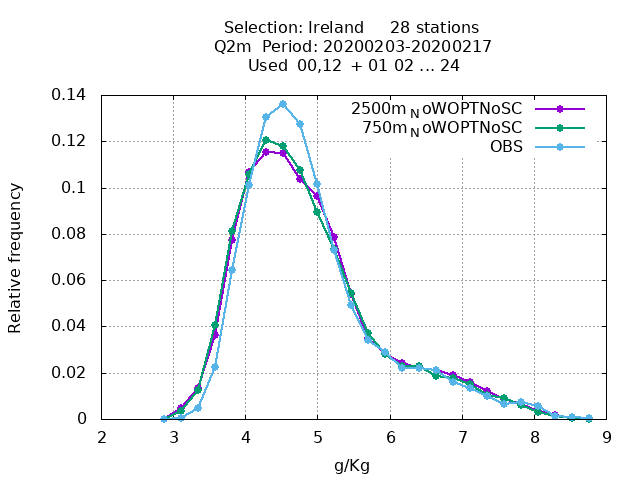 Selection: Ireland     28 stations
Q2m  Period: 20200203-20200217
Used  00,12  + 01 02 ... 24
0.14
0.12
0.1
0.08
0.06
0.04
0.02
0
Relative frequency
2500m_NoWOPTNoSC
750m_NoWOPTNoSC
OBS
2 3 4 5 6 7 8 9
g/Kg